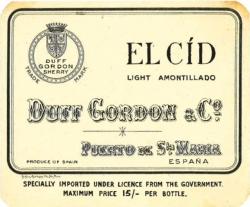 DUFF
GORDON
SHERRY
TRADE MARK
EL CÍD
LIGHT AMONTILLADO
DUFF GORDON & Co.
PUERTO DE Sta MARIA
PRODUCE OF SPAIN
ESPAÑA
SPECIALLY IMPORTED UNDER LICENCE FROM THE GOVERNMENT.
MAXIMUM PRICE 15/- PER BOTTLE.